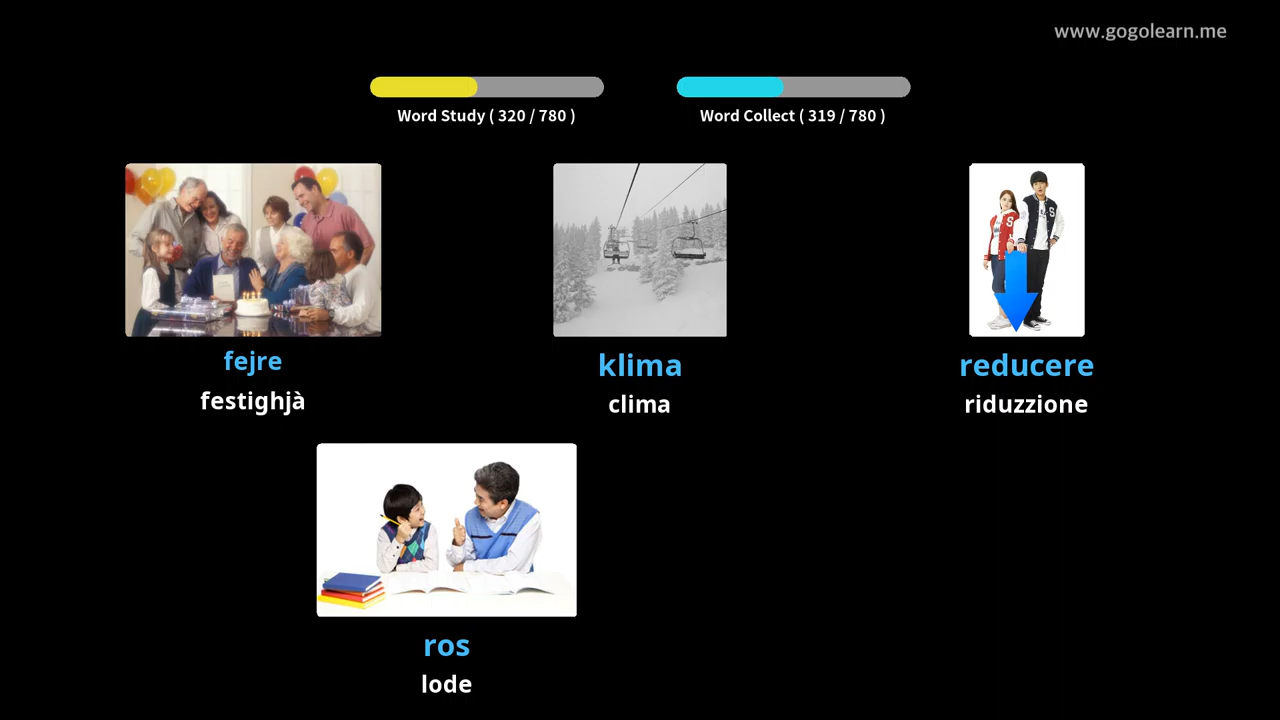 www.gogolearn.me
Word Study ( 320 / 780 )
Word Collect ( 319 / 780 )
fejre
festighjà
klima
clima
reducere
riduzzione
ros
lode